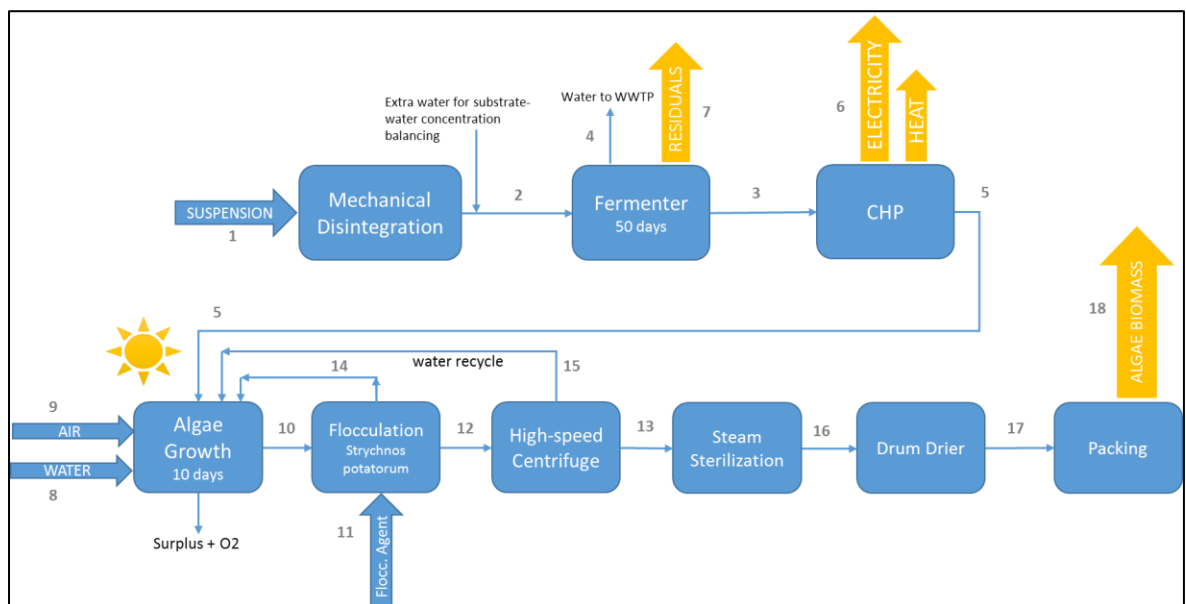 ELECTRICITY
HEAT
6
RESIDUALS
7
Water to WWTP
4
Extra water for substrate-
water concentration
balancing
SUSPENSION
1
Mechanical
Disintegration
2
Fermenter
50 days
3
CHP
5
5
ALGAE BIOMASS
18
water recycle
14
15
9
AIR
WATER
8
Algae
Growth
10 days
10
Flocculation
Strychnos
potatorum
12
High-speed
Centrifuge
13
Steam
Sterilization
16
Drum Drier
17
Packing
Surplus + O2
11
Flocc. Agent